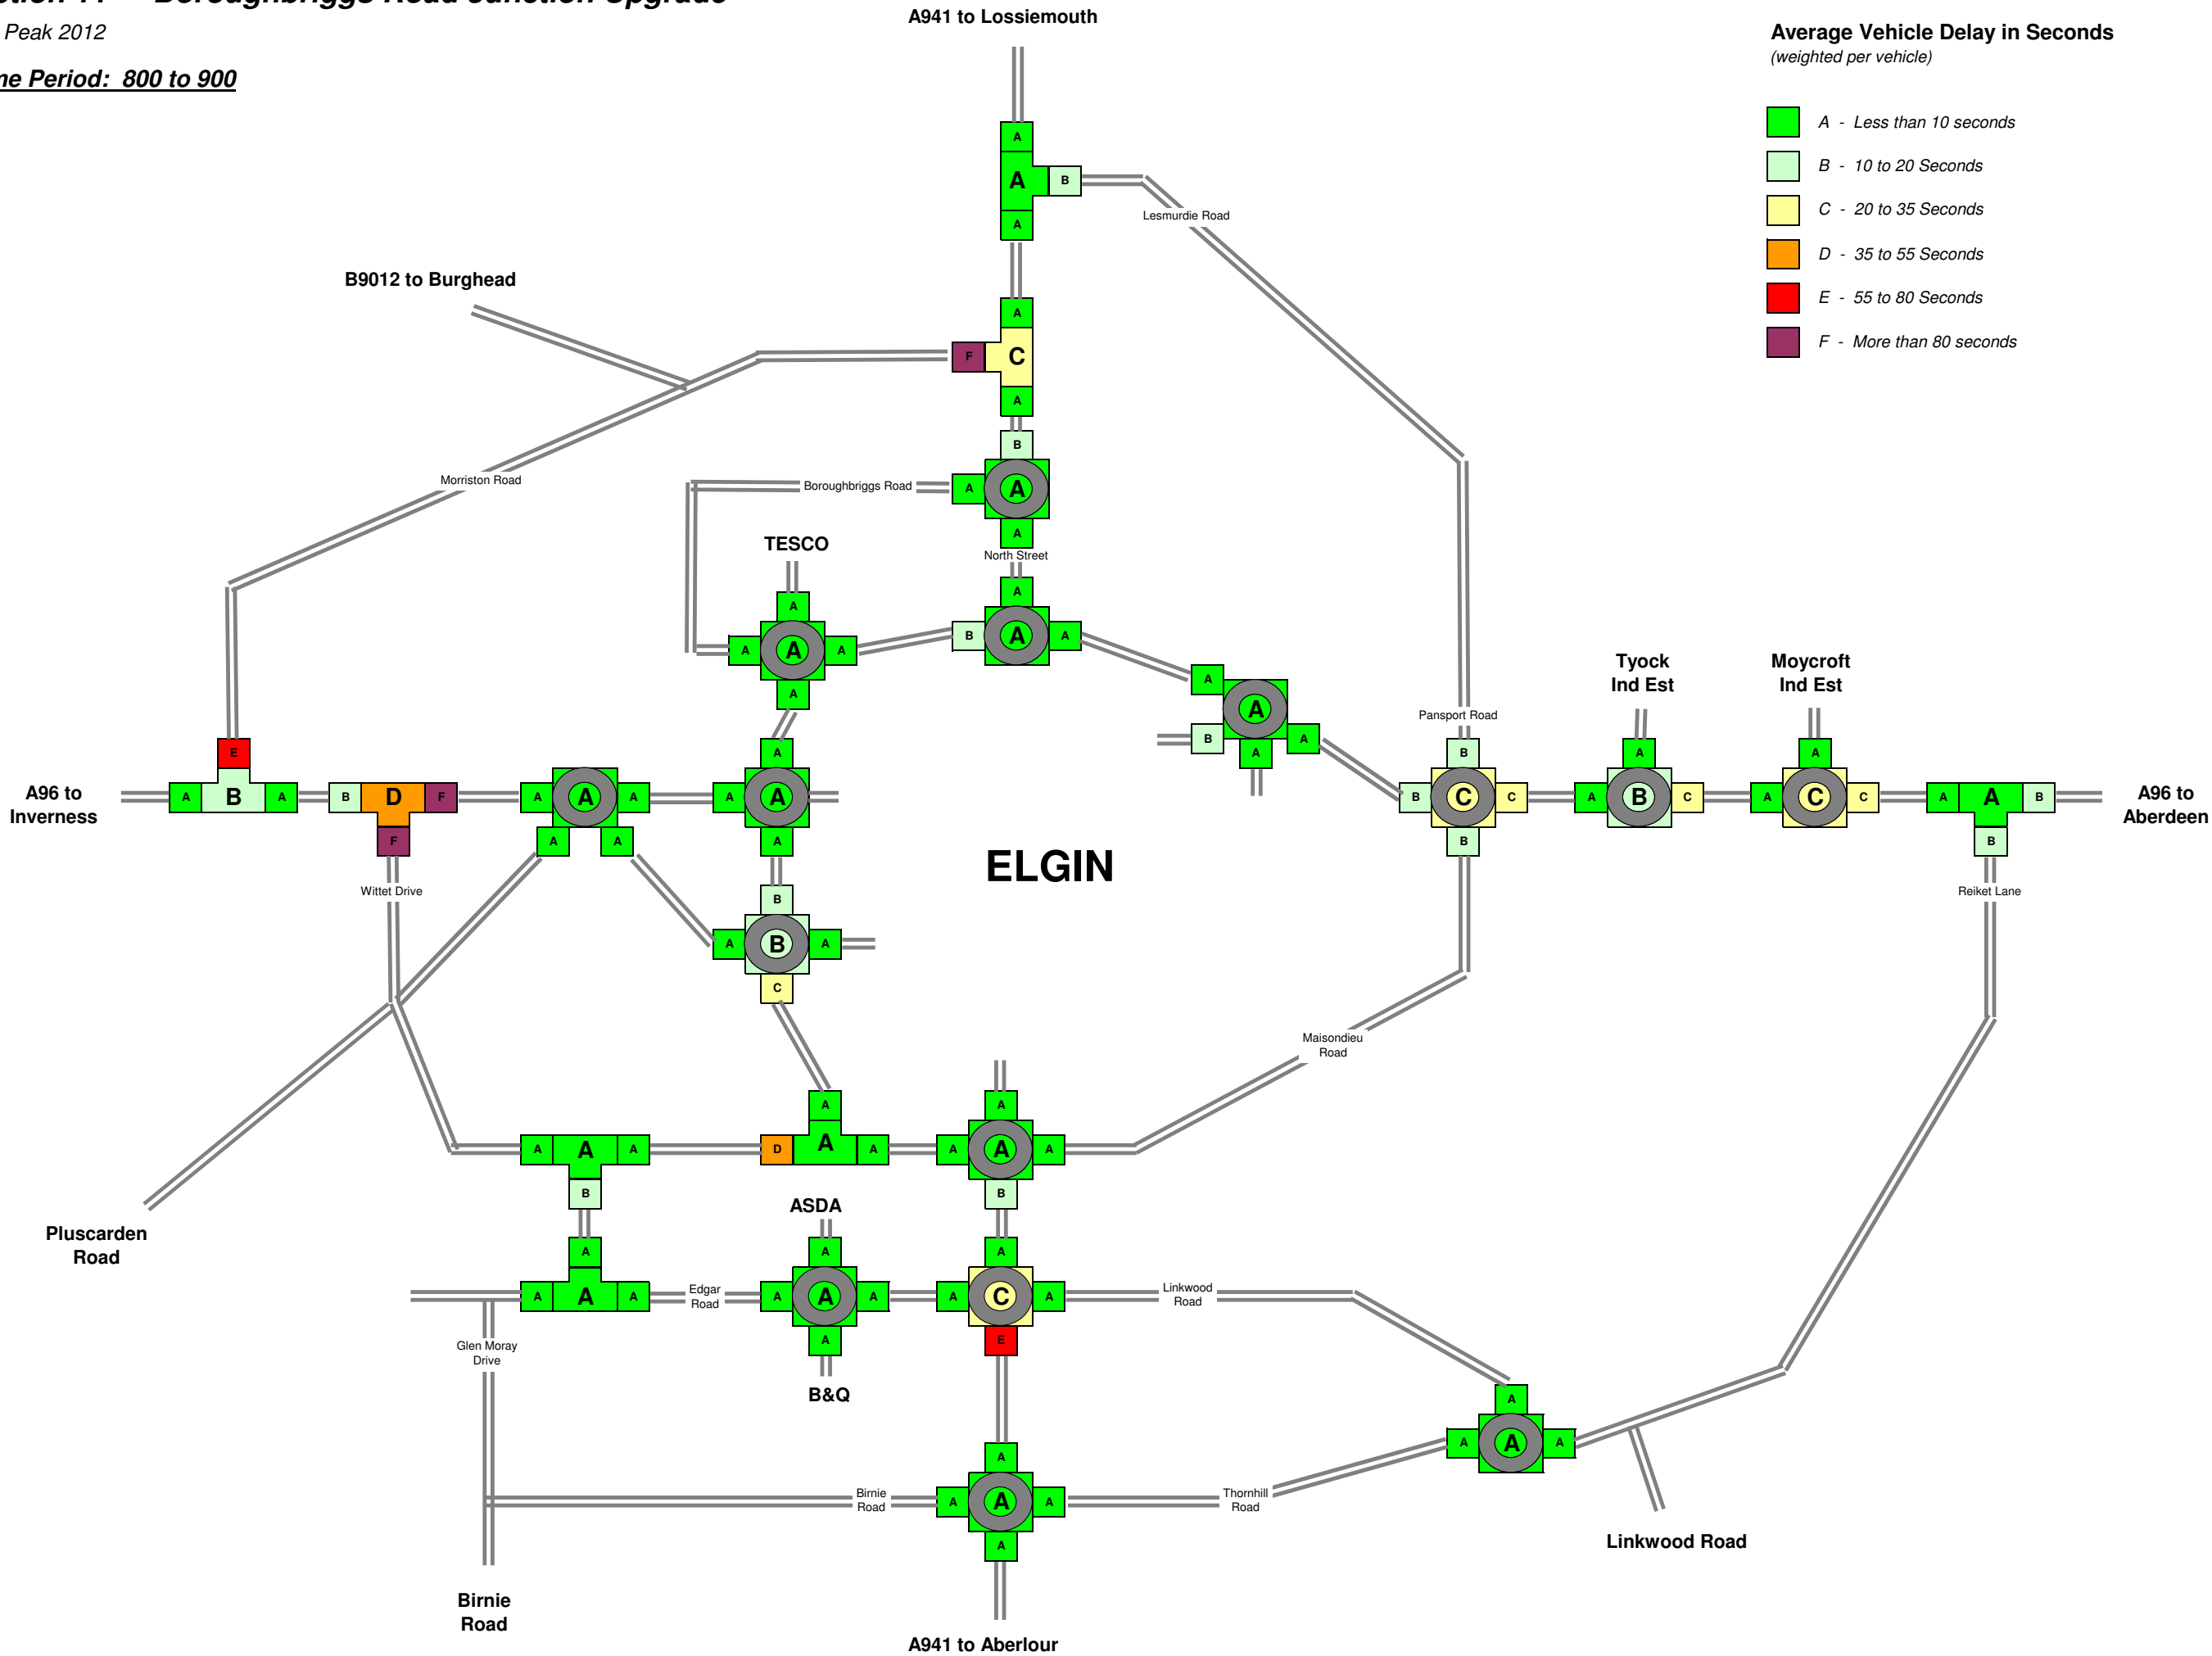 Boroughbriggs Road Junction Upgrade
Peak 2012
Time Period: 800 to 900
A941 to Lossiemouth
Average Vehicle Delay in Seconds
(weighted per vehicle)
A - Less than 10 seconds
B - 10 to 20 Seconds
C - 20 to 35 Seconds
D - 35 to 55 Seconds
E - 55 to 80 Seconds
F - More than 80 seconds
A
A B
A
Lesmurdie Road
B9012 to Burghead
A
F C
A
B
Morriston Road
Boroughbriggs Road
A A
A
TESCO
North Street
A
A
B A A
A A A
A
Tyock
Ind Est
Moycroft
Ind Est
A
A
B
A
A
Pansport Road
E
A
B
A
A
A96 to
Inverness
A B A
B D F
A A A
A A
B C C
A B C
A C C
A A B
A96 to
Aberdeen
F
A
A
A
B
B
ELGIN
Wittet Drive
Reiket Lane
B
A B A
C
Maisondieu
Road
A
A
A A A
D A A
A A A
B
B
ASDA
Pluscarden
Road
A
A
A
A A A
Edgar
Road
A A A
A C A
Linkwood
Road
Glen Moray
Drive
A
E
B&Q
A
A A
A
A
Birnie
Road
A A A
Thornhill
Road
A
Linkwood Road
Birnie
Road
A941 to Aberlour